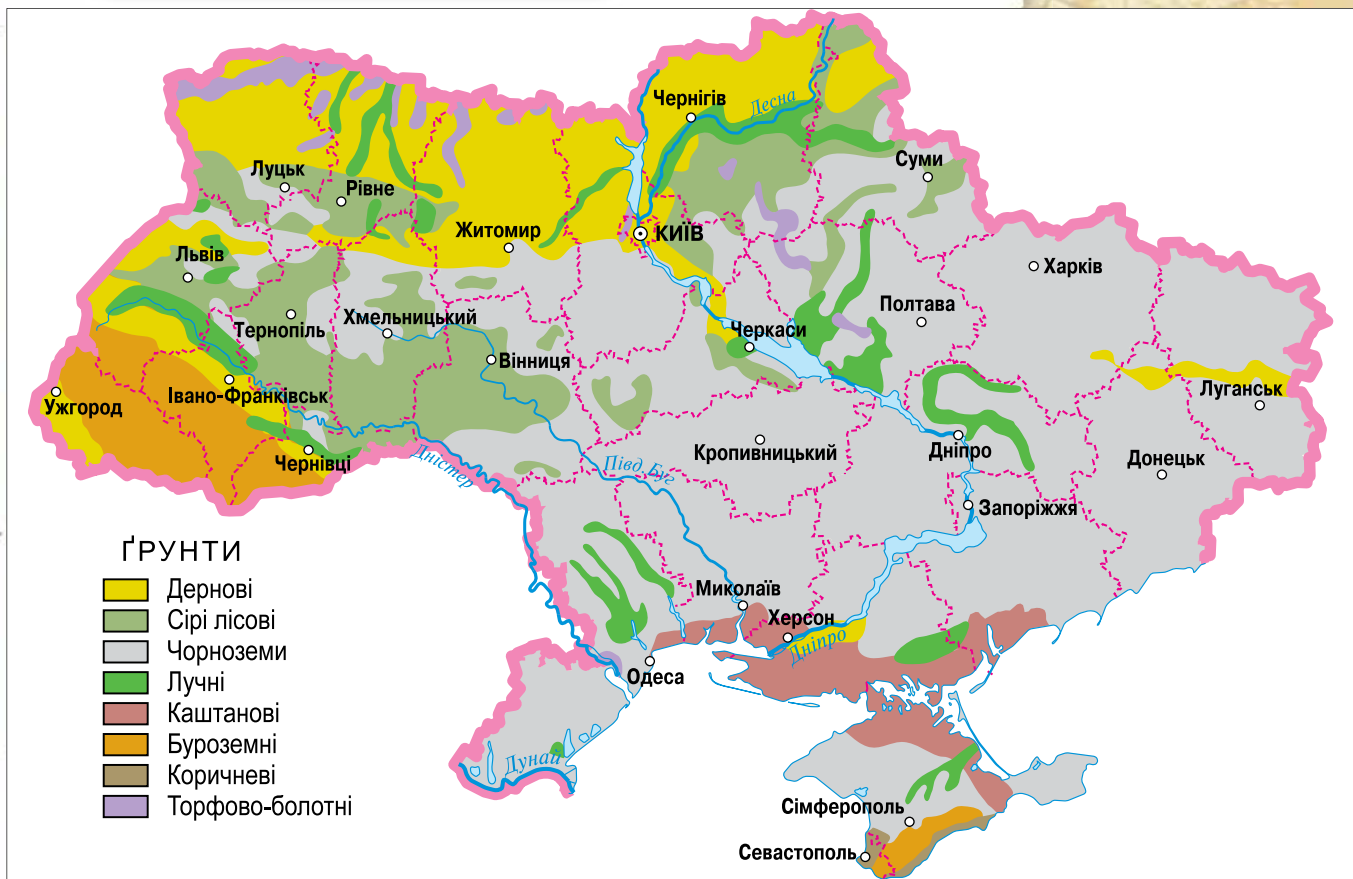 Чернігів
Десна
Суми
Луцьк
Рівне
КИЇВ
Житомир
Харків
Львів
Полтава
Тернопіль
Хмельницький
Черкаси
Вінниця
Луганськ
Ужгород
Івано-Франківськ
Чернівці
Кропивницький
Дніпро
Донецьк
Дністер
Півд. Буг
Запоріжжя
ҐРУНТИ
Дернові
Сірі лісові
Чорноземи
Лучні
Каштанові
Буроземні
Коричневі
Торфово-болотні
Миколаїв
Херсон
Дніпро
Одеса
Дунай
Сімферополь
Севастополь